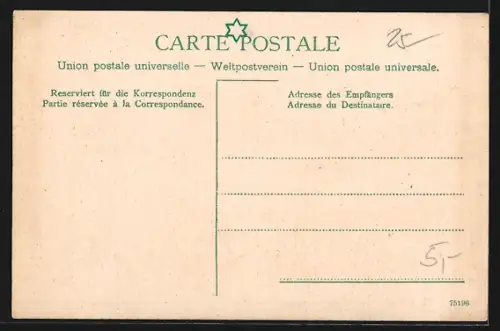 25
CARTE POSTALE
Union postale universelle — Weltpostverein — Union postale universale.
Reserviert für die Korrespondenz
Partie réservée à la Correspondance.
Adresse des Empfängers
Adresse du Destinataire.
5,-
75196